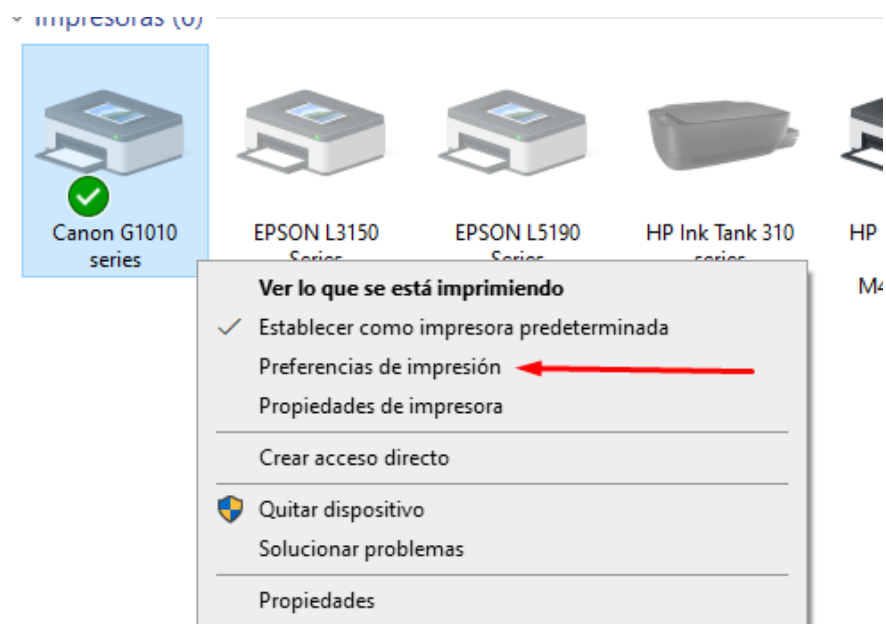 Impresoras (6)
Canon G1010
series
EPSON L3150
Series
EPSON L5190
Series
HP Ink Tank 310
series
HP
M4
Ver lo que se está imprimiendo
Establecer como impresora predeterminada
Preferencias de impresión
Propiedades de impresora
Crear acceso directo
Quitar dispositivo
Solucionar problemas
Propiedades